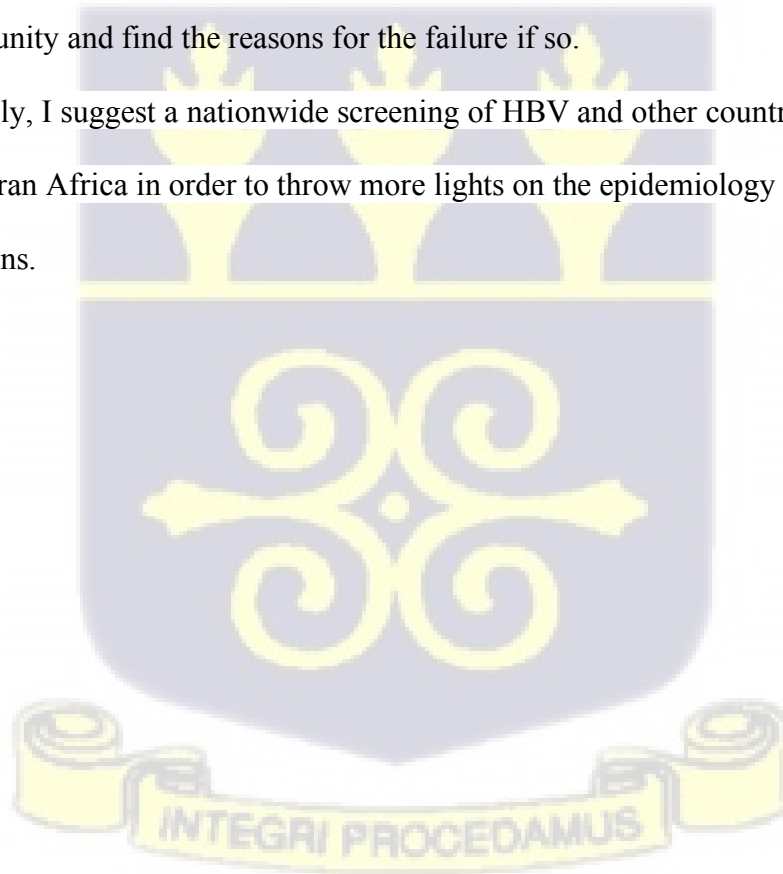 unity and find the reasons for the failure if so.
ly, I suggest a nationwide screening of HBV and other countr
ran Africa in order to throw more lights on the epidemiology
ns.
INTEGRI PROCEDAMUS